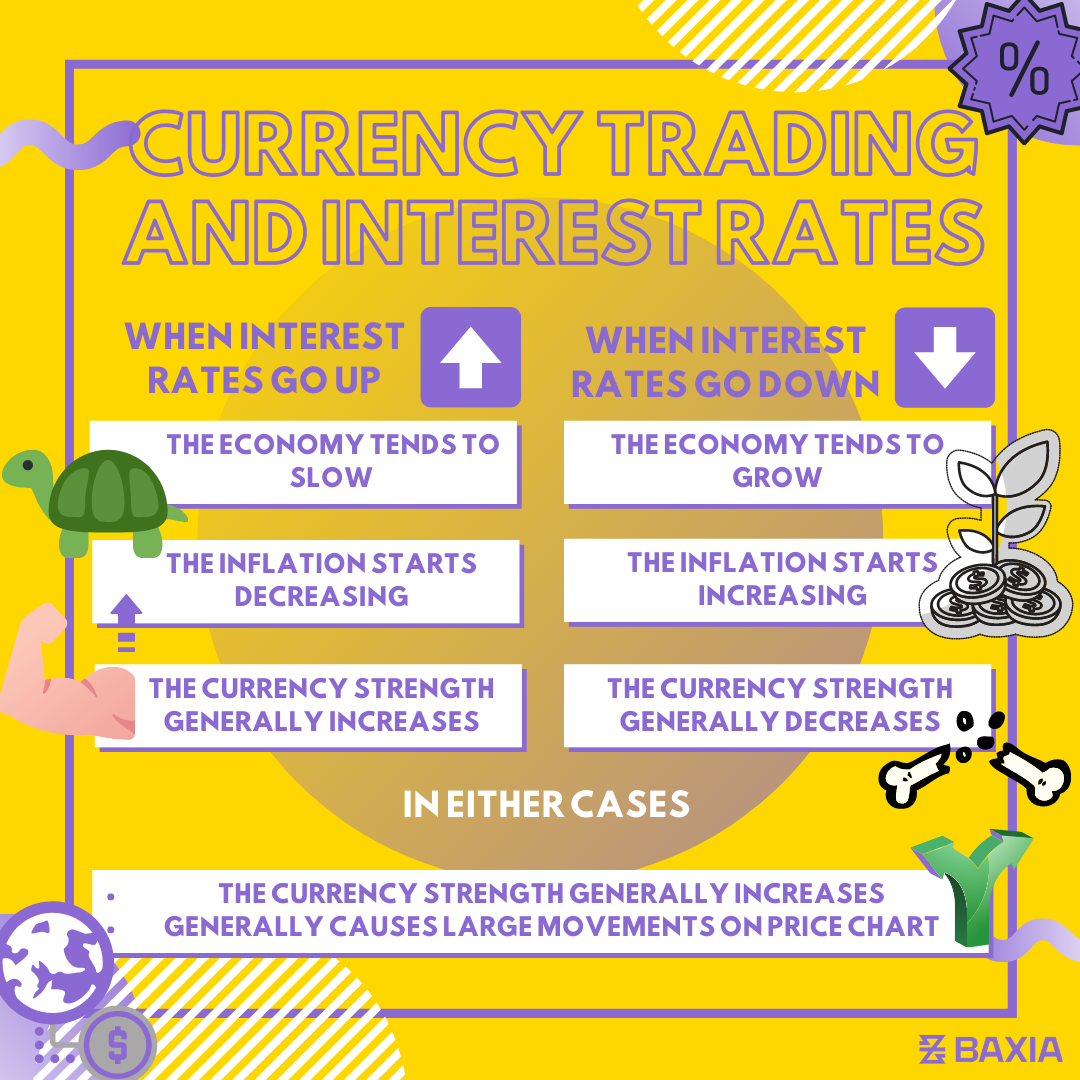 %
CURRENCY TRADING
AND INTEREST RATES
WHEN INTEREST
RATES GO UP
THE ECONOMY TENDS TO
SLOW
THE INFLATION STARTS
DECREASING
THE CURRENCY STRENGTH
GENERALLY INCREASES
WHEN INTEREST
RATES GO DOWN
THE ECONOMY TENDS TO
GROW
THE INFLATION STARTS
INCREASING
THE CURRENCY STRENGTH
GENERALLY DECREASES
IN EITHER CASES
• THE CURRENCY STRENGTH GENERALLY INCREASES
• GENERALLY CAUSES LARGE MOVEMENTS ON PRICE CHART
$
BAXIA